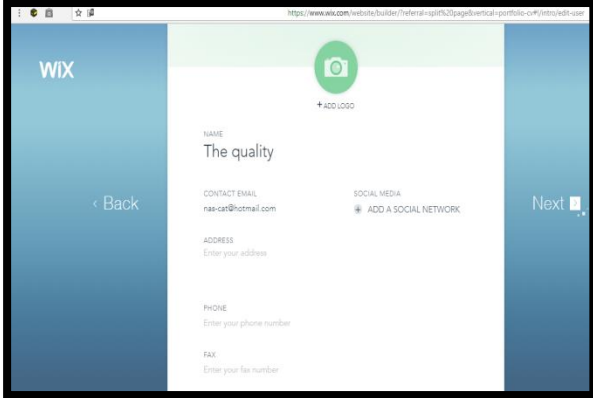 https://www.wix.com/website/builder/?referral=split%20page&vertical=portfolio-cv#!/intro/edit-user
WiX
+ ADD LOGO
NAME
The quality
CONTACT EMAIL
SOCIAL MEDIA
nas-cat@hotmail.com
ADD A SOCIAL NETWORK
< Back
Next >
ADDRESS
Enter your address
PHONE
Enter your phone number
FAX
Enter your fax number